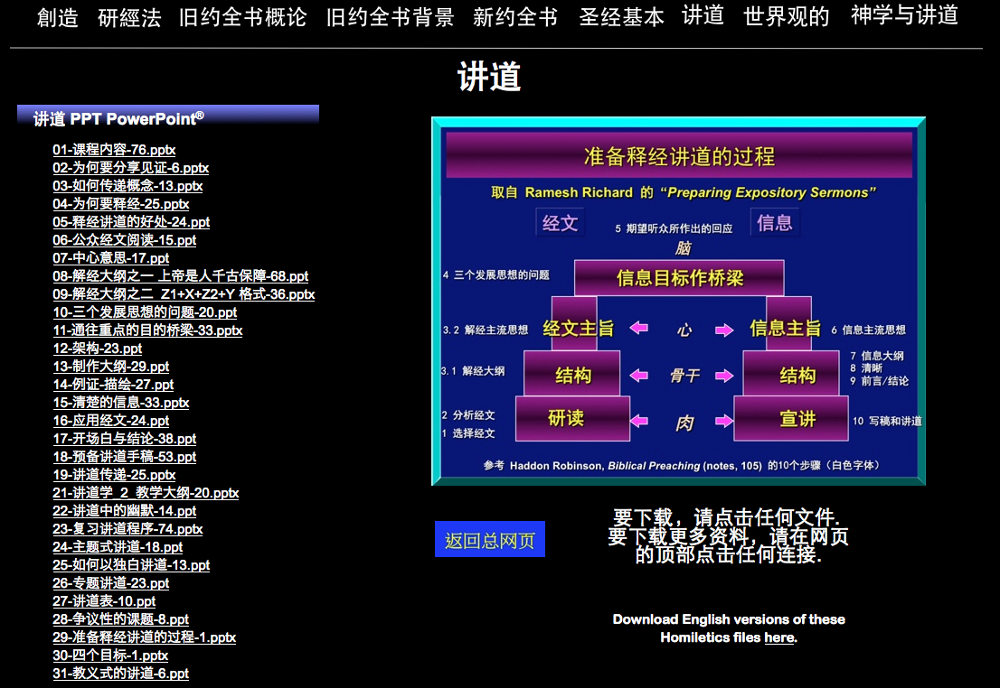 創造 研經法 旧约全书概论 旧约全书背景 新约全书 圣经基本 讲道 世界观的 神学与讲道
讲道
讲道 PPT PowerPoint®
01-课程内容-76.pptx
02-为何要分享见证-6.pptx
03-如何传递概念-13.pptx
04-为何要释经-25.pptx
05-释经讲道的好处-24.ppt
06-公众经文阅读-15.ppt
07-中心意思-17.ppt
08-解经大纲之一 上帝是人千古保障-68.ppt
09-解经大纲之二_Z1+X+Z2+Y 格式-36.pptx
10-三个发展思想的问题-20.ppt
11-通往重点的目的桥梁-33.pptx
12-架构-23.ppt
13-制作大纲-29.ppt
14-例证-描绘-27.ppt
15-清楚的信息-33.pptx
16-应用经文-24.ppt
17-开场白与结论-38.ppt
18-预备讲道手稿-53.ppt
19-讲道传递-25.pptx
21-讲道学_2_教学大纲-20.pptx
22-讲道中的幽默-14.ppt
23-复习讲道程序-74.pptx
24-主题式讲道-18.ppt
25-如何以独白讲道-13.ppt
26-专题讲道-23.ppt
27-讲道表-10.ppt
28-争议性的课题-8.ppt
29-准备释经讲道的过程-1.pptx
30-四个目标-1.pptx
31-教义式的讲道-6.ppt
准备释经讲道的过程
取自 Ramesh Richard 的 “Preparing Expository Sermons”
经文 5 期望听众所作出的回应 信息
脑
4 三个发展思想的问题 信息目标作桥梁
3.2 解经主流思想 经文主旨 心 信息主旨 6 信息主流思想
3.1 解经大纲 结构 骨干 结构 7 信息大纲
8 清晰
9 前言/结论
2 分析经文 研读 肉 宣讲 10 写稿和讲道
1 选择经文
参考 Haddon Robinson, Biblical Preaching (notes, 105) 的10个步骤（白色字体）
返回总网页
要下载，请点击任何文件.
要下载更多资料，请在网页
的顶部点击任何连接.
Download English versions of these
Homiletics files here.